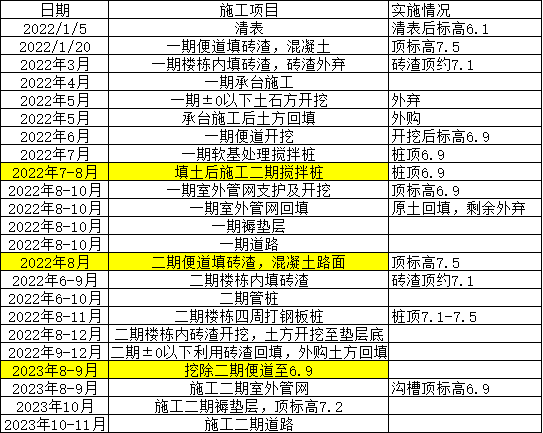 日期 施工项目 实施情况
2022/1/5 清表 清表后标高6.1
2022/1/20 一期便道填砖渣，混凝土 顶标高7.5
2022年3月 一期楼栋内填砖渣，砖渣外弃 砖渣顶约7.1
2022年4月 一期承台施工
2022年5月 一期±0以下土石方开挖 外弃
2022年5月 承台施工后土方回填 外购
2022年6月 一期便道开挖 开挖后标高6.9
2022年7月 一期软基处理搅拌桩 桩顶6.9
2022年7-8月 填土后施工二期搅拌桩 桩顶6.9
2022年8-10月 一期室外管网支护及开挖 顶标高6.9
2022年8-10月 一期室外管网回填 原土回填，剩余外弃
2022年8-10月 一期褥垫层
2022年8-10月 一期道路
2022年8月 二期便道填砖渣，混凝土路面 顶标高7.5
2022年6-9月 二期楼栋内填砖渣 砖渣顶约7.1
2022年6-10月 二期管桩
2022年8-11月 二期楼栋四周打钢板桩 桩顶7.1-7.5
2022年8-12月 二期楼栋内砖渣开挖，土方开挖至垫层底
2022年9-12月 二期±0以下利用砖渣回填，外购土方回填
2023年8-9月 挖除二期便道至6.9
2023年8-9月 施工二期室外管网 沟槽顶标高6.9
2023年10月 施工二期褥垫层，顶标高7.2
2023年10-11月 施工二期道路